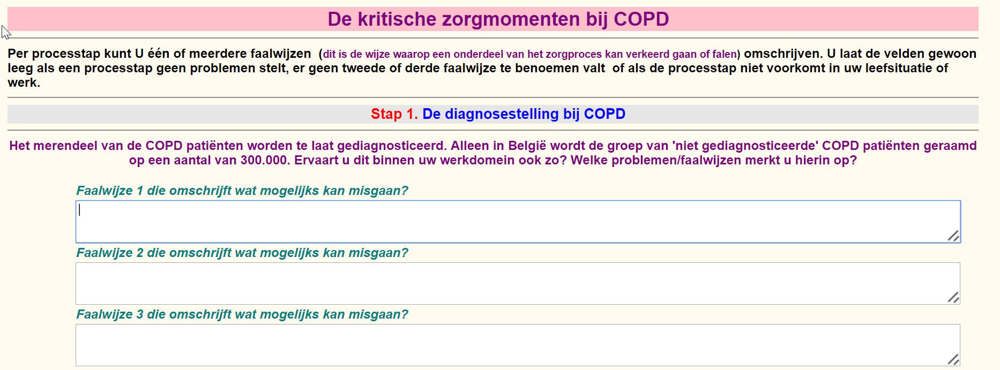 De kritische zorgmomenten bij COPD
Per processtap kunt U één of meerdere faalwijzen (dit is de wijze waarop een onderdeel van het zorgproces kan verkeerd gaan of falen) omschrijven. U laat de velden gewoon
leeg als een processtap geen problemen stelt, er geen tweede of derde faalwijze te benoemen valt of als de processtap niet voorkomt in uw leefsituatie of
werk.
Stap 1. De diagnosestelling bij COPD
Het merendeel van de COPD patiënten worden te laat gediagnosticeerd. Alleen in België wordt de groep van 'niet gediagnosticeerde' COPD patiënten geraamd
op een aantal van 300.000. Ervaart u dit binnen uw werkdomein ook zo? Welke problemen/faalwijzen merkt u hierin op?
Faalwijze 1 die omschrijft wat mogelijks kan misgaan?
Faalwijze 2 die omschrijft wat mogelijks kan misgaan?
Faalwijze 3 die omschrijft wat mogelijks kan misgaan?